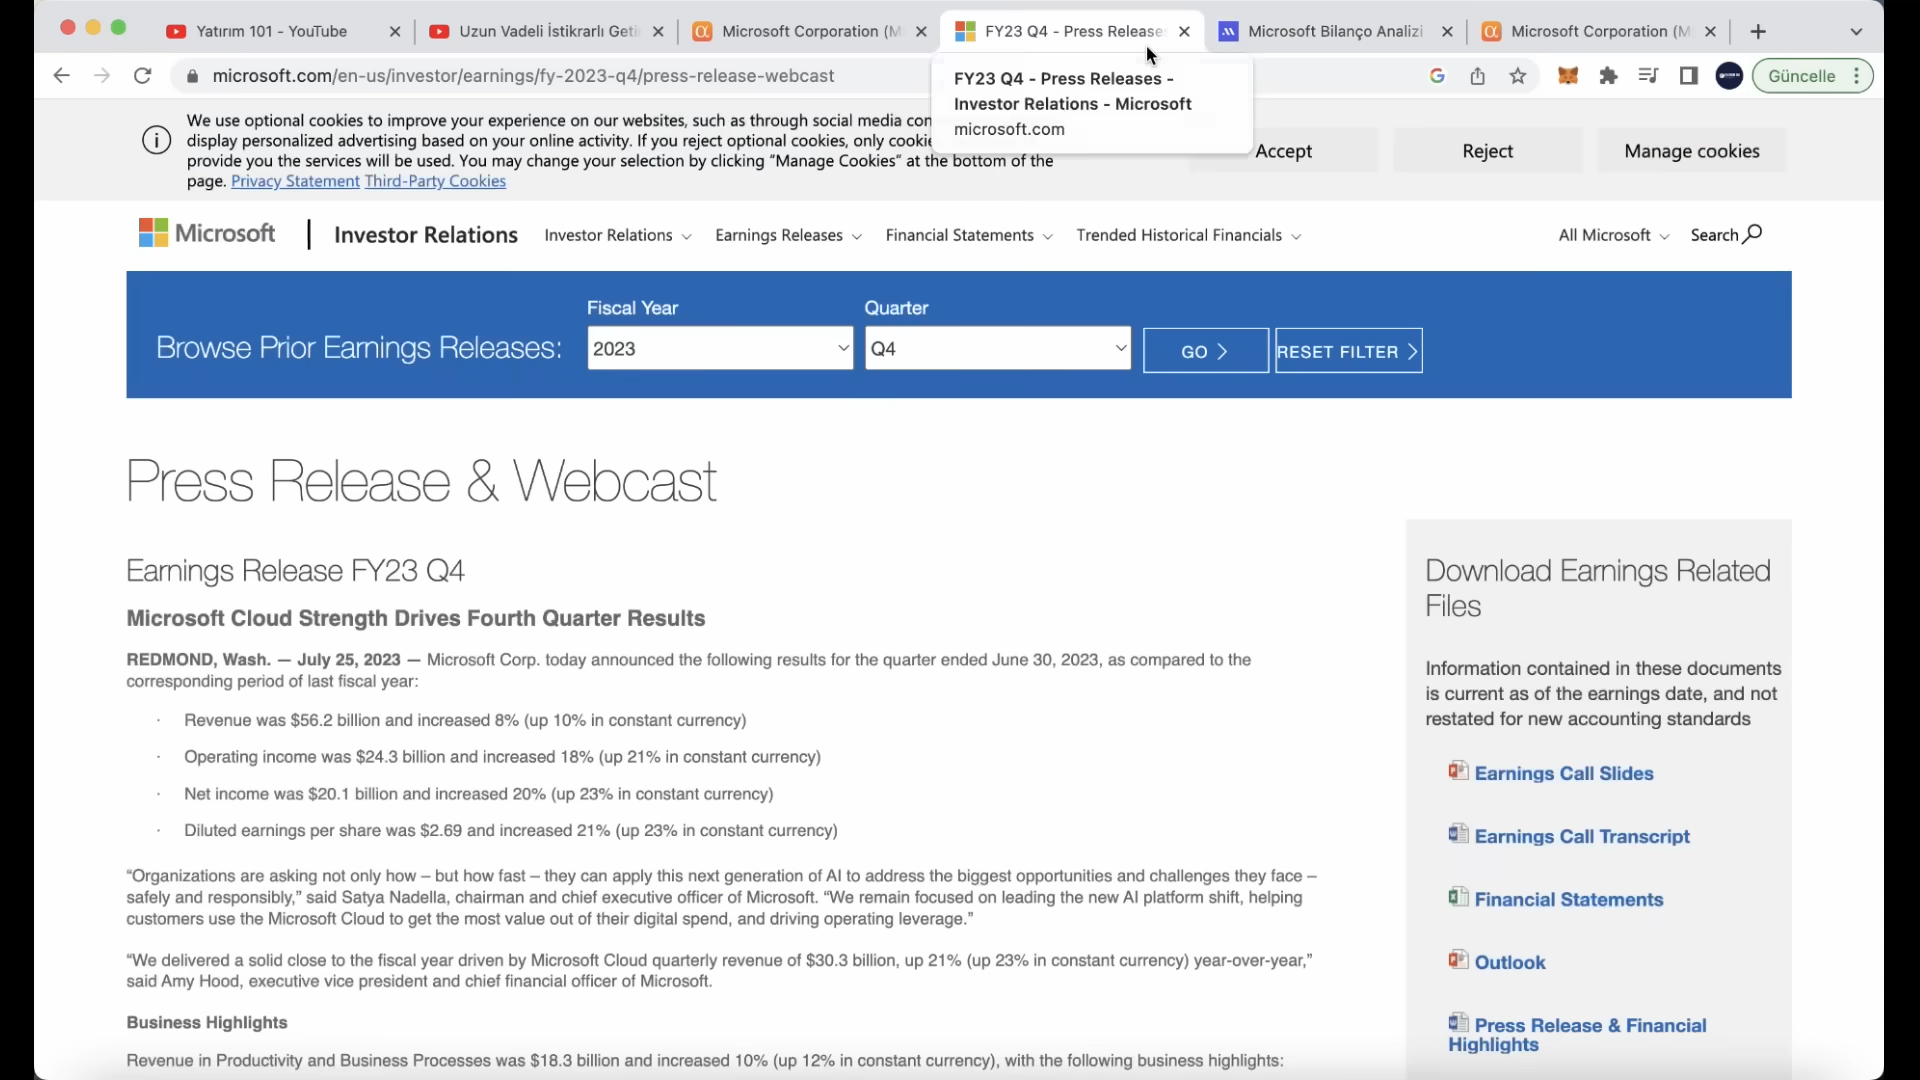 Yatırım 101 - YouTube
Uzun Vadeli İstikrarlı Geti
Microsoft Corporation (M
FY23 Q4 - Press Release
Microsoft Bilanço Analizi
Microsoft Corporation (M
microsoft.com/en-us/investor/earnings/fy-2023-q4/press-release-webcast
Güncelle
FY23 Q4 - Press Releases -
Investor Relations - Microsoft
microsoft.com
We use optional cookies to improve your experience on our websites, such as through social media con
display personalized advertising based on your online activity. If you reject optional cookies, only cookie
provide you the services will be used. You may change your selection by clicking “Manage Cookies” at the bottom of the
page. Privacy Statement Third-Party Cookies
Accept
Reject
Manage cookies
Microsoft
Investor Relations
Investor Relations
Earnings Releases
Financial Statements
Trended Historical Financials
All Microsoft
Search
Browse Prior Earnings Releases:
Fiscal Year
2023
Quarter
Q4
GO
RESET FILTER
Press Release & Webcast
Earnings Release FY23 Q4
Microsoft Cloud Strength Drives Fourth Quarter Results
REDMOND, Wash. — July 25, 2023 — Microsoft Corp. today announced the following results for the quarter ended June 30, 2023, as compared to the
corresponding period of last fiscal year:
· Revenue was $56.2 billion and increased 8% (up 10% in constant currency)
· Operating income was $24.3 billion and increased 18% (up 21% in constant currency)
· Net income was $20.1 billion and increased 20% (up 23% in constant currency)
· Diluted earnings per share was $2.69 and increased 21% (up 23% in constant currency)
“Organizations are asking not only how – but how fast – they can apply this next generation of AI to address the biggest opportunities and challenges they face –
safely and responsibly,” said Satya Nadella, chairman and chief executive officer of Microsoft. “We remain focused on leading the new AI platform shift, helping
customers use the Microsoft Cloud to get the most value out of their digital spend, and driving operating leverage.”
“We delivered a solid close to the fiscal year driven by Microsoft Cloud quarterly revenue of $30.3 billion, up 21% (up 23% in constant currency) year-over-year,”
said Amy Hood, executive vice president and chief financial officer of Microsoft.
Business Highlights
Revenue in Productivity and Business Processes was $18.3 billion and increased 10% (up 12% in constant currency), with the following business highlights:
Download Earnings Related
Files
Information contained in these documents
is current as of the earnings date, and not
restated for new accounting standards
Earnings Call Slides
Earnings Call Transcript
Financial Statements
Outlook
Press Release & Financial
Highlights